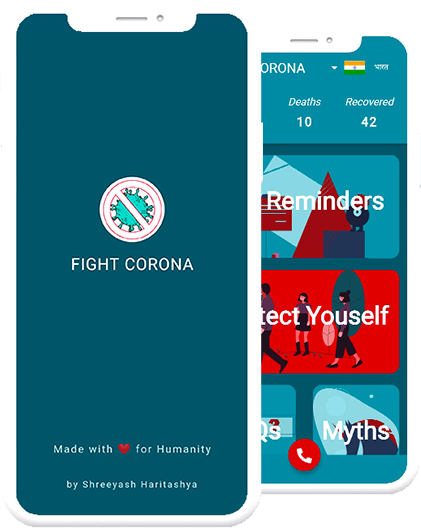 FIGHT CORONA
Made with ❤ for Humanity
by Shreeyash Haritashya
ORONA
भारत
Deaths Recovered
10 42
Reminders
tect Youself
Qs
Myths